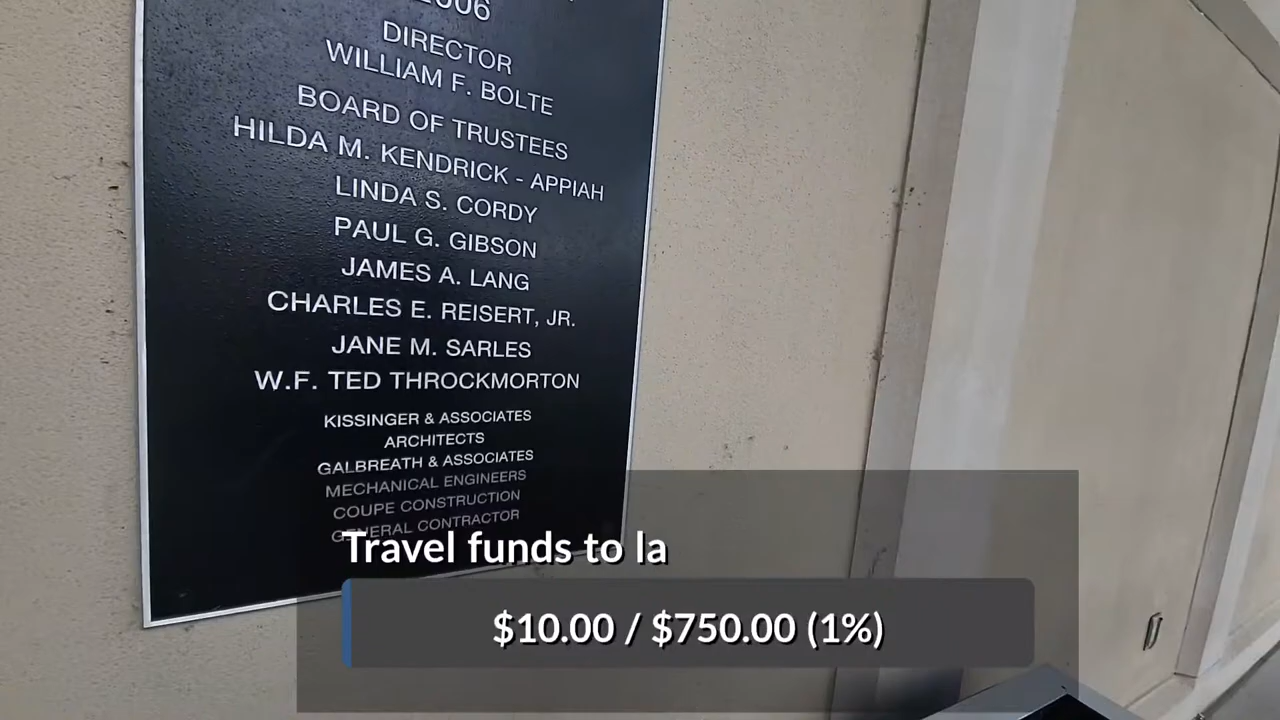 2006
DIRECTOR
WILLIAM F. BOLTE
BOARD OF TRUSTEES
HILDA M. KENDRICK - APPIAH
LINDA S. CORDY
PAUL G. GIBSON
JAMES A. LANG
CHARLES E. REISERT, JR.
JANE M. SARLES
W.F. TED THROCKMORTON
KISSINGER & ASSOCIATES
ARCHITECTS
GALBREATH & ASSOCIATES
MECHANICAL ENGINEERS
COUPE CONSTRUCTION
GENERAL CONTRACTOR
Travel funds to la
$10.00 / $750.00 (1%)